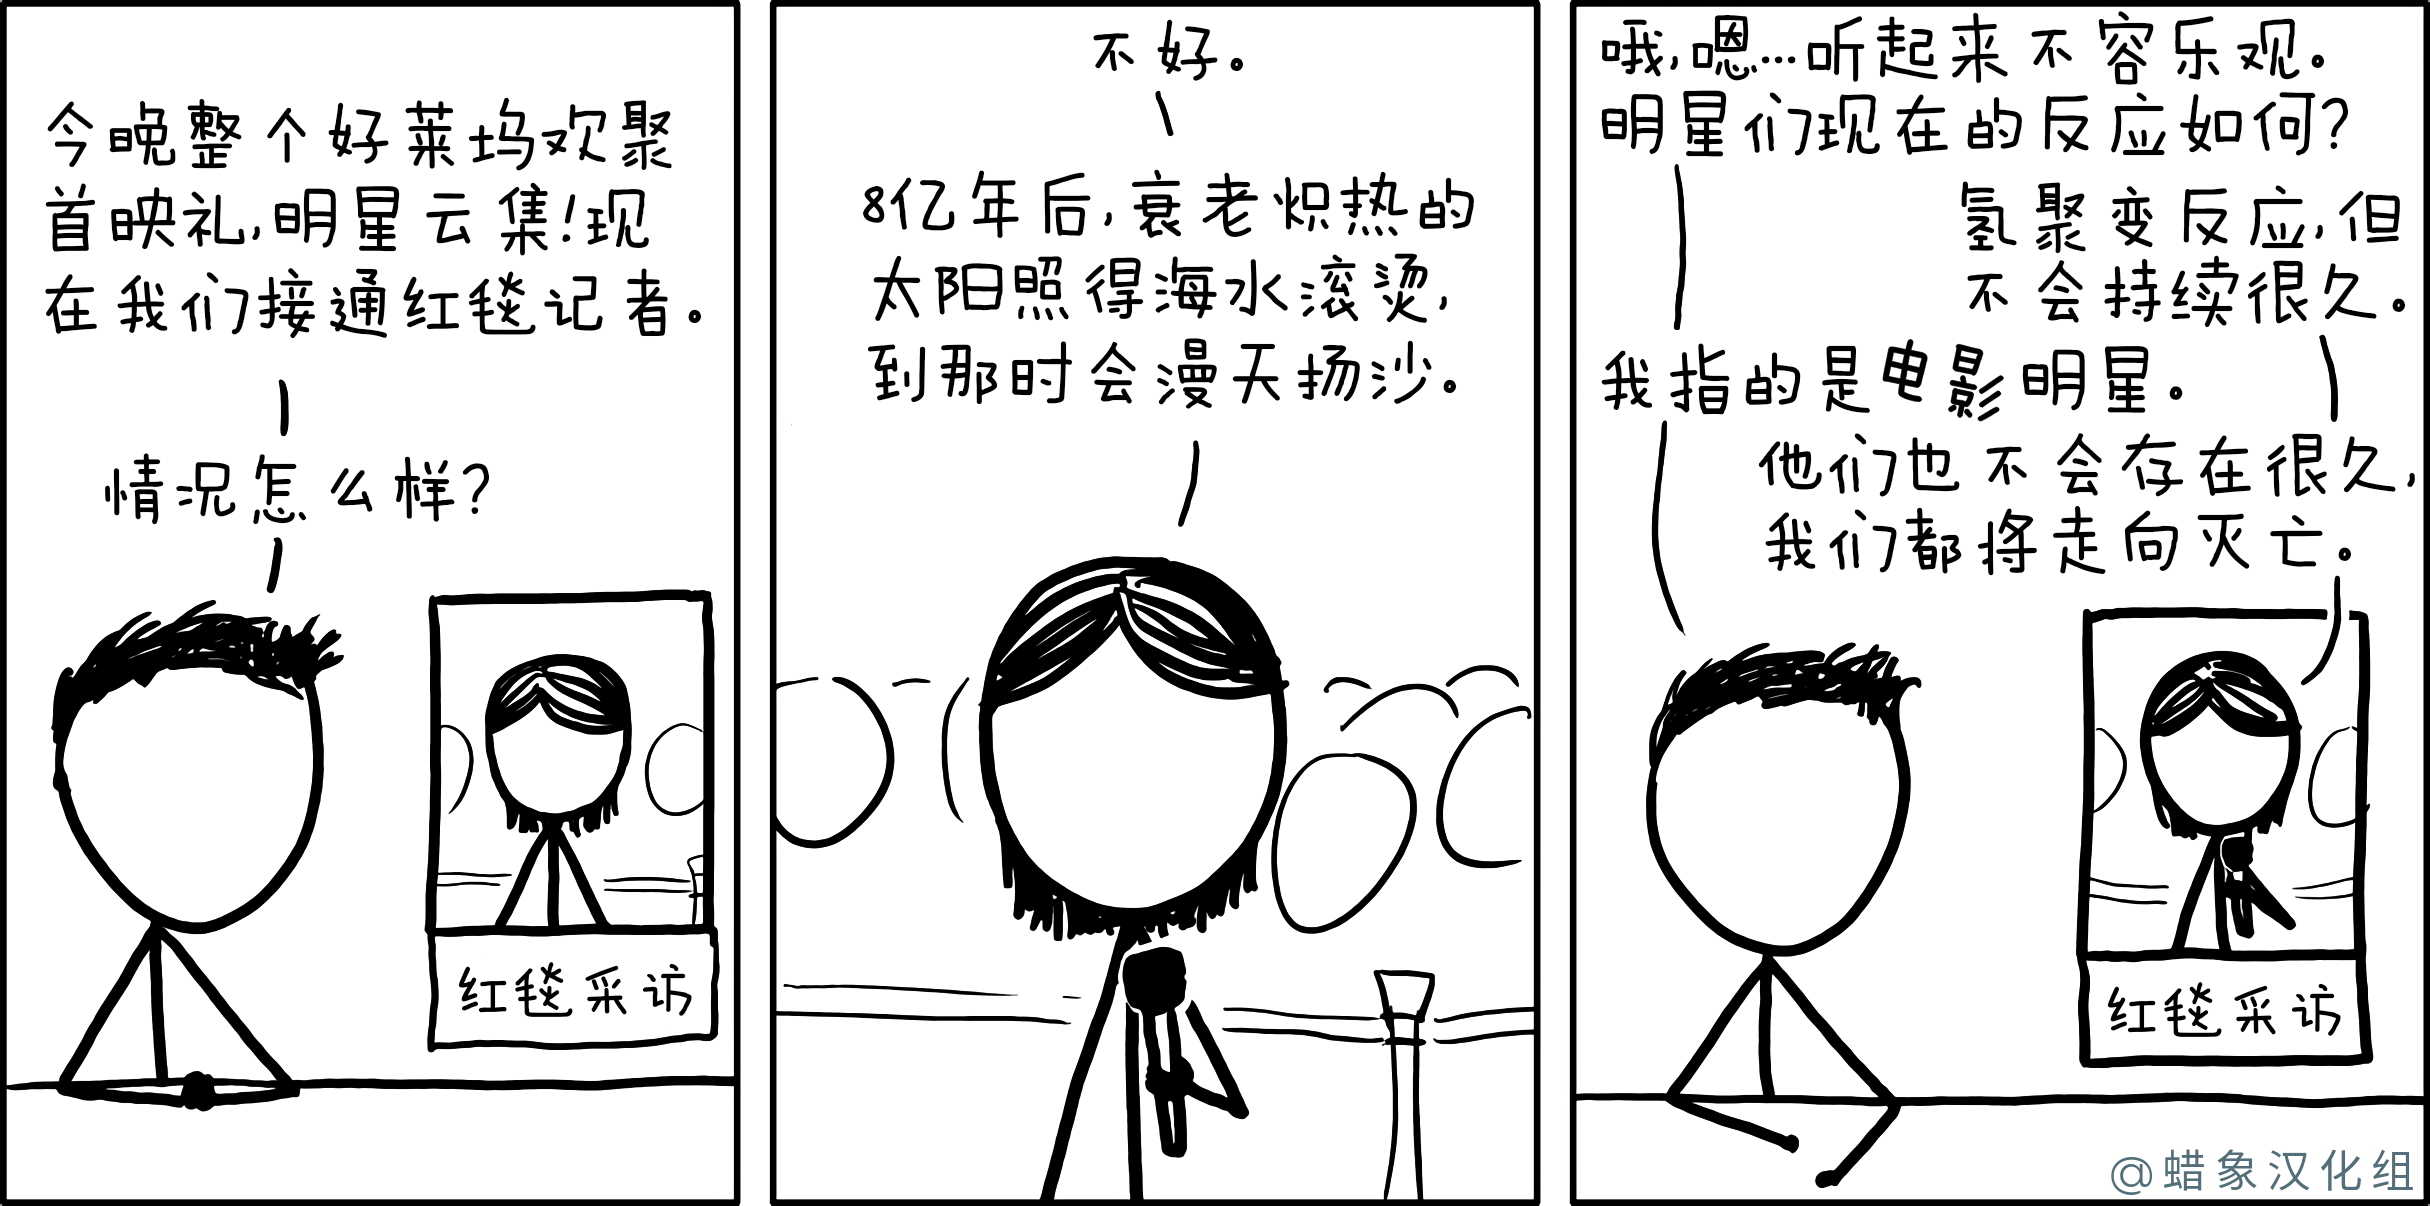 今晚整个好莱坞欢聚
首映礼,明星云集!现
在我们接通红毯记者。
情况怎么样?
红毯采访
不好。
8亿年后,衰老炽热的
太阳照得海水滚烫,
到那时会漫天扬沙。
哦,嗯…听起来不容乐观。
明星们现在的反应如何?
氢聚变反应,但
不会持续很久。
我指的是电影明星。
他们也不会存在很久,
我们都将走向灭亡。
红毯采访
@蜡象汉化组